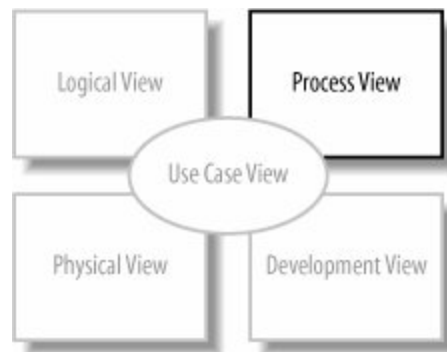 Logical View
Process View
Use Case View
Physical View
Development View